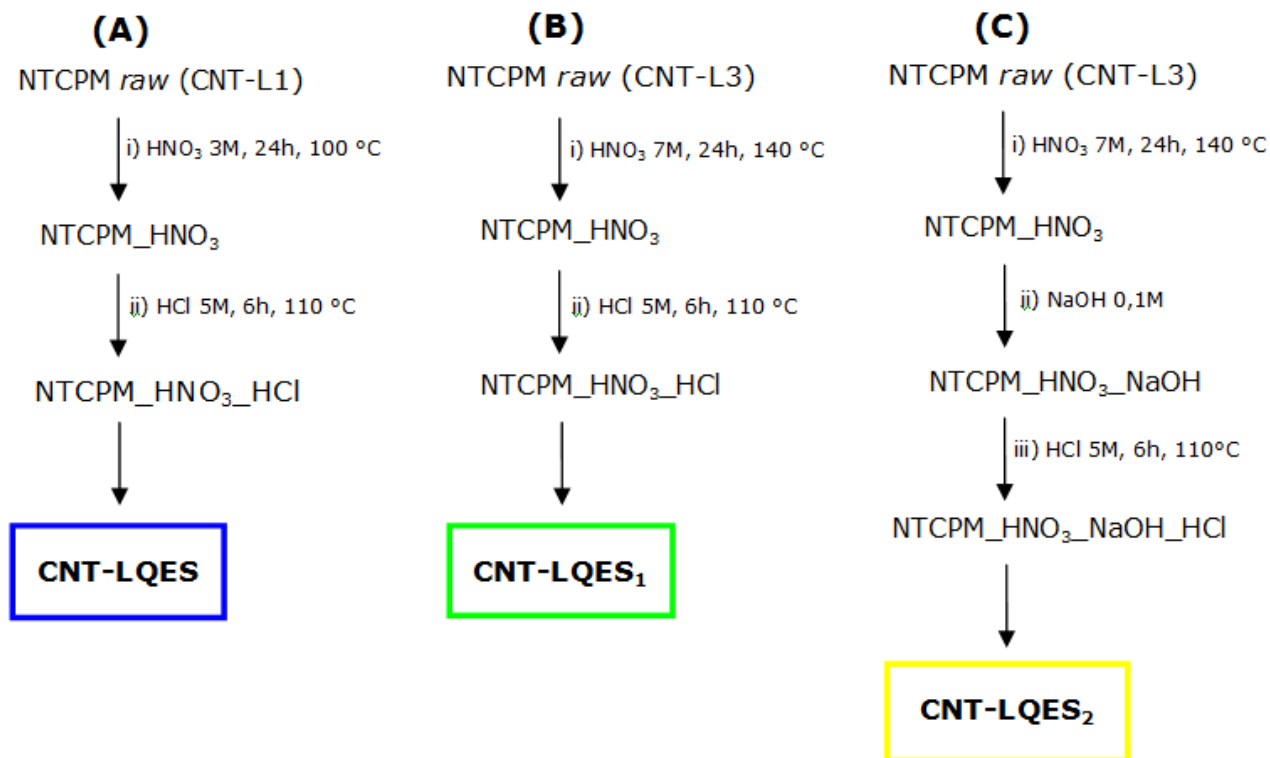 (A)
NTCPM raw (CNT-L1)
i) HNO₃ 3M, 24h, 100 °C
NTCPM_HNO₃
ii) HCl 5M, 6h, 110 °C
NTCPM_HNO₃_HCl
CNT-LQES
(B)
NTCPM raw (CNT-L3)
i) HNO₃ 7M, 24h, 140 °C
NTCPM_HNO₃
ii) HCl 5M, 6h, 110 °C
NTCPM_HNO₃_HCl
CNT-LQES₁
(C)
NTCPM raw (CNT-L3)
i) HNO₃ 7M, 24h, 140 °C
NTCPM_HNO₃
ii) NaOH 0,1M
NTCPM_HNO₃_NaOH
iii) HCl 5M, 6h, 110°C
NTCPM_HNO₃_NaOH_HCl
CNT-LQES₂